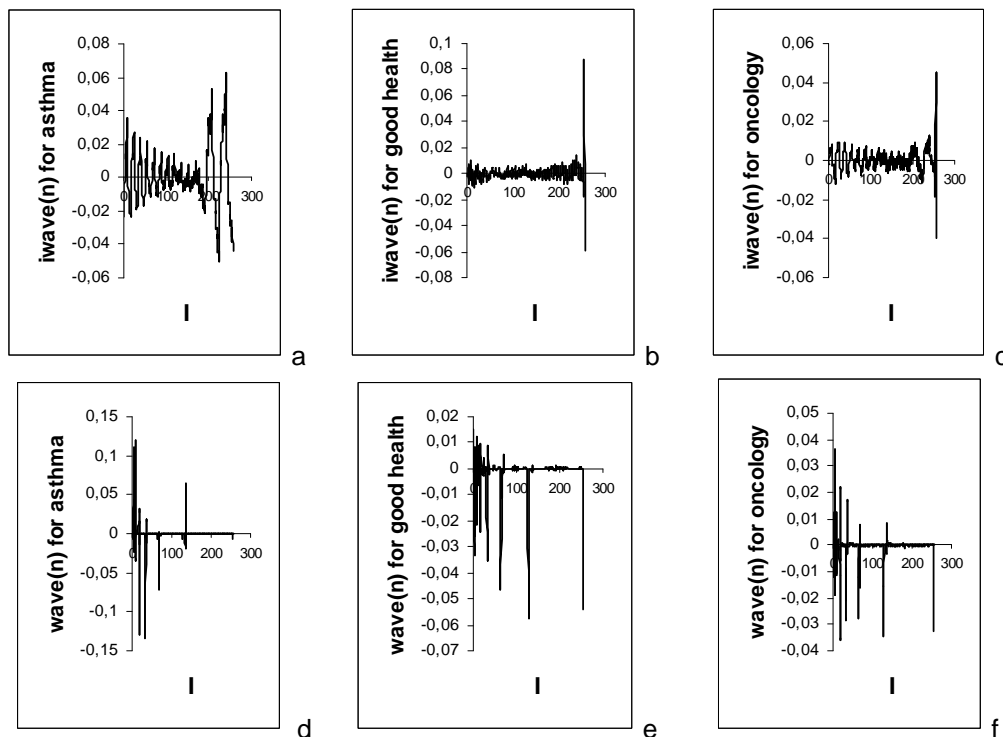 iwave(n) for asthma
0,08
0,06
0,04
0,02
0
-0,02
-0,04
-0,06
0 100 200 300
I
a
iwave(n) for good health
0,1
0,08
0,06
0,04
0,02
0
-0,02
-0,04
-0,06
-0,08
0 100 200 300
I
b
iwave(n) for oncology
0,06
0,04
0,02
0
-0,02
-0,04
-0,06
0 100 200 300
I
c
wave(n) for asthma
0,15
0,1
0,05
0
-0,05
-0,1
-0,15
0 100 200 300
I
d
wave(n) for good health
0,02
0,01
0
-0,01
-0,02
-0,03
-0,04
-0,05
-0,06
-0,07
0 100 200 300
I
e
wave(n) for oncology
0,05
0,04
0,03
0,02
0,01
0
-0,01
-0,02
-0,03
-0,04
0 100 200 300
I
f